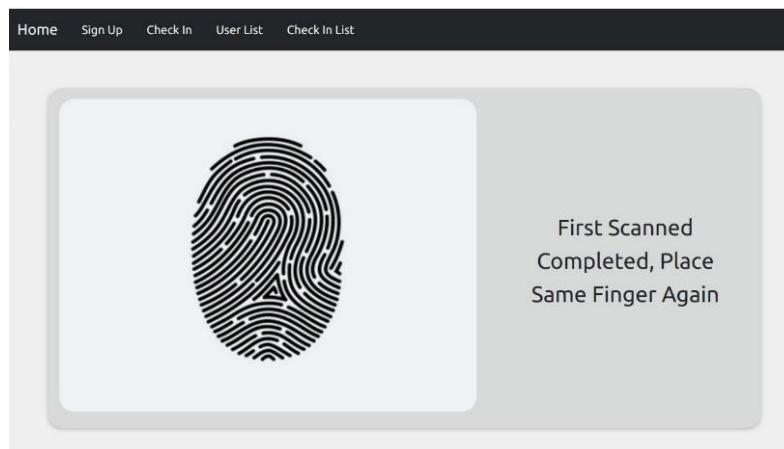 Home Sign Up Check In User List Check In List
First Scanned
Completed, Place
Same Finger Again